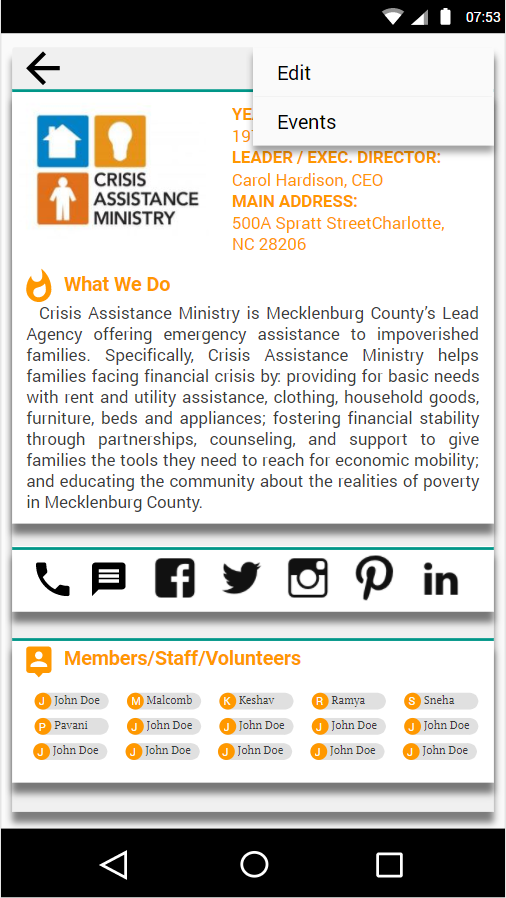 07:53
Edit
Events
CRISIS
ASSISTANCE
MINISTRY
LEADER / EXEC. DIRECTOR:
Carol Hardison, CEO
MAIN ADDRESS:
500A Spratt StreetCharlotte,
NC 28206
What We Do
Crisis Assistance Ministry is Mecklenburg County’s Lead
Agency offering emergency assistance to impoverished
families. Specifically, Crisis Assistance Ministry helps
families facing financial crisis by: providing for basic needs
with rent and utility assistance, clothing, household goods,
furniture, beds and appliances; fostering financial stability
through partnerships, counseling, and support to give
families the tools they need to reach for economic mobility;
and educating the community about the realities of poverty
in Mecklenburg County.
in
Members/Staff/Volunteers
J John Doe M Malcomb K Keshav R Ramya S Sneha
P Pavani J John Doe J John Doe J John Doe J John Doe
J John Doe J John Doe J John Doe J John Doe J John Doe